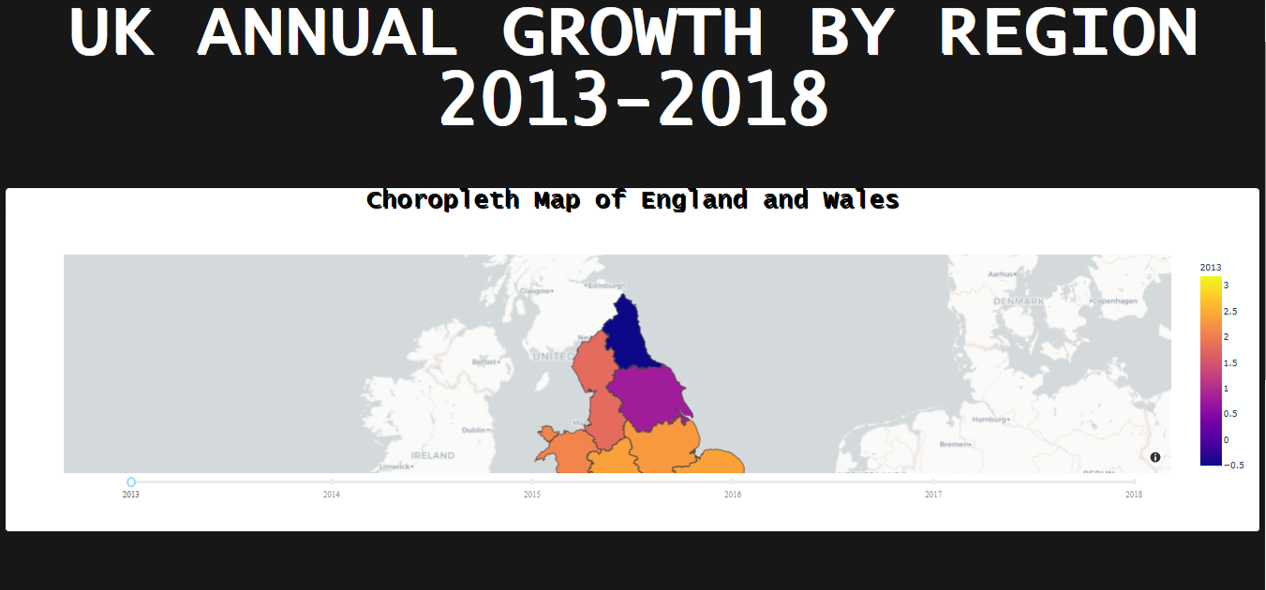 UK ANNUAL GROWTH BY REGION
2013-2018
Choropleth Map of England and Wales
Glasgow
Edinburgh
UNITED
Belfast
Dublin
IRELAND
Limerick
Aarhus
DENMARK
Copenhagen
Hamburg
Bremen
2013
3
2.5
2
1.5
1
0.5
0
−0.5
2013
2014
2015
2016
2017
2018